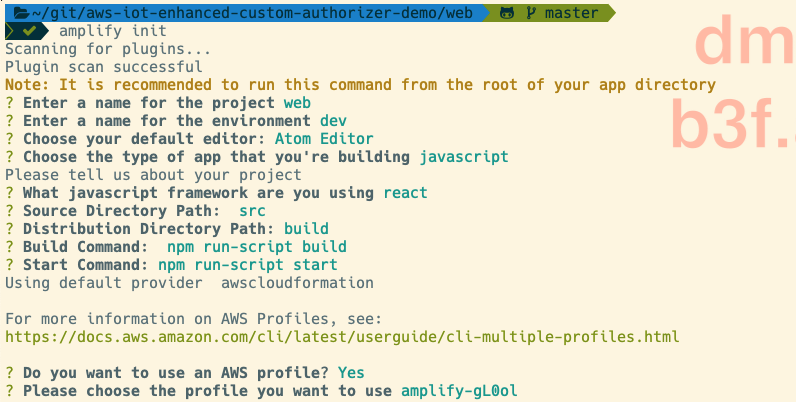 ~/git/aws-iot-enhanced-custom-authorizer-demo/web master
amplify init
Scanning for plugins...
Plugin scan successful
Note: It is recommended to run this command from the root of your app directory
? Enter a name for the project web
? Enter a name for the environment dev
? Choose your default editor: Atom Editor
? Choose the type of app that you're building javascript
Please tell us about your project
? What javascript framework are you using react
? Source Directory Path:  src
? Distribution Directory Path: build
? Build Command:  npm run-script build
? Start Command: npm run-script start
Using default provider  awscloudformation
For more information on AWS Profiles, see:
https://docs.aws.amazon.com/cli/latest/userguide/cli-multiple-profiles.html
? Do you want to use an AWS profile? Yes
? Please choose the profile you want to use amplify-gL0ol
dm
b3f.